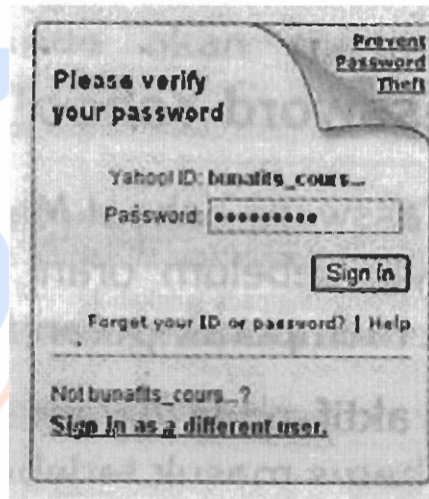 Prevent
Password
Theft
Please verify
your password
Yahoo! ID: bunafits_cours...
Password:
Sign In
Forget your ID or password? | Help
Not bunafits_cours...?
Sign in as a different user.